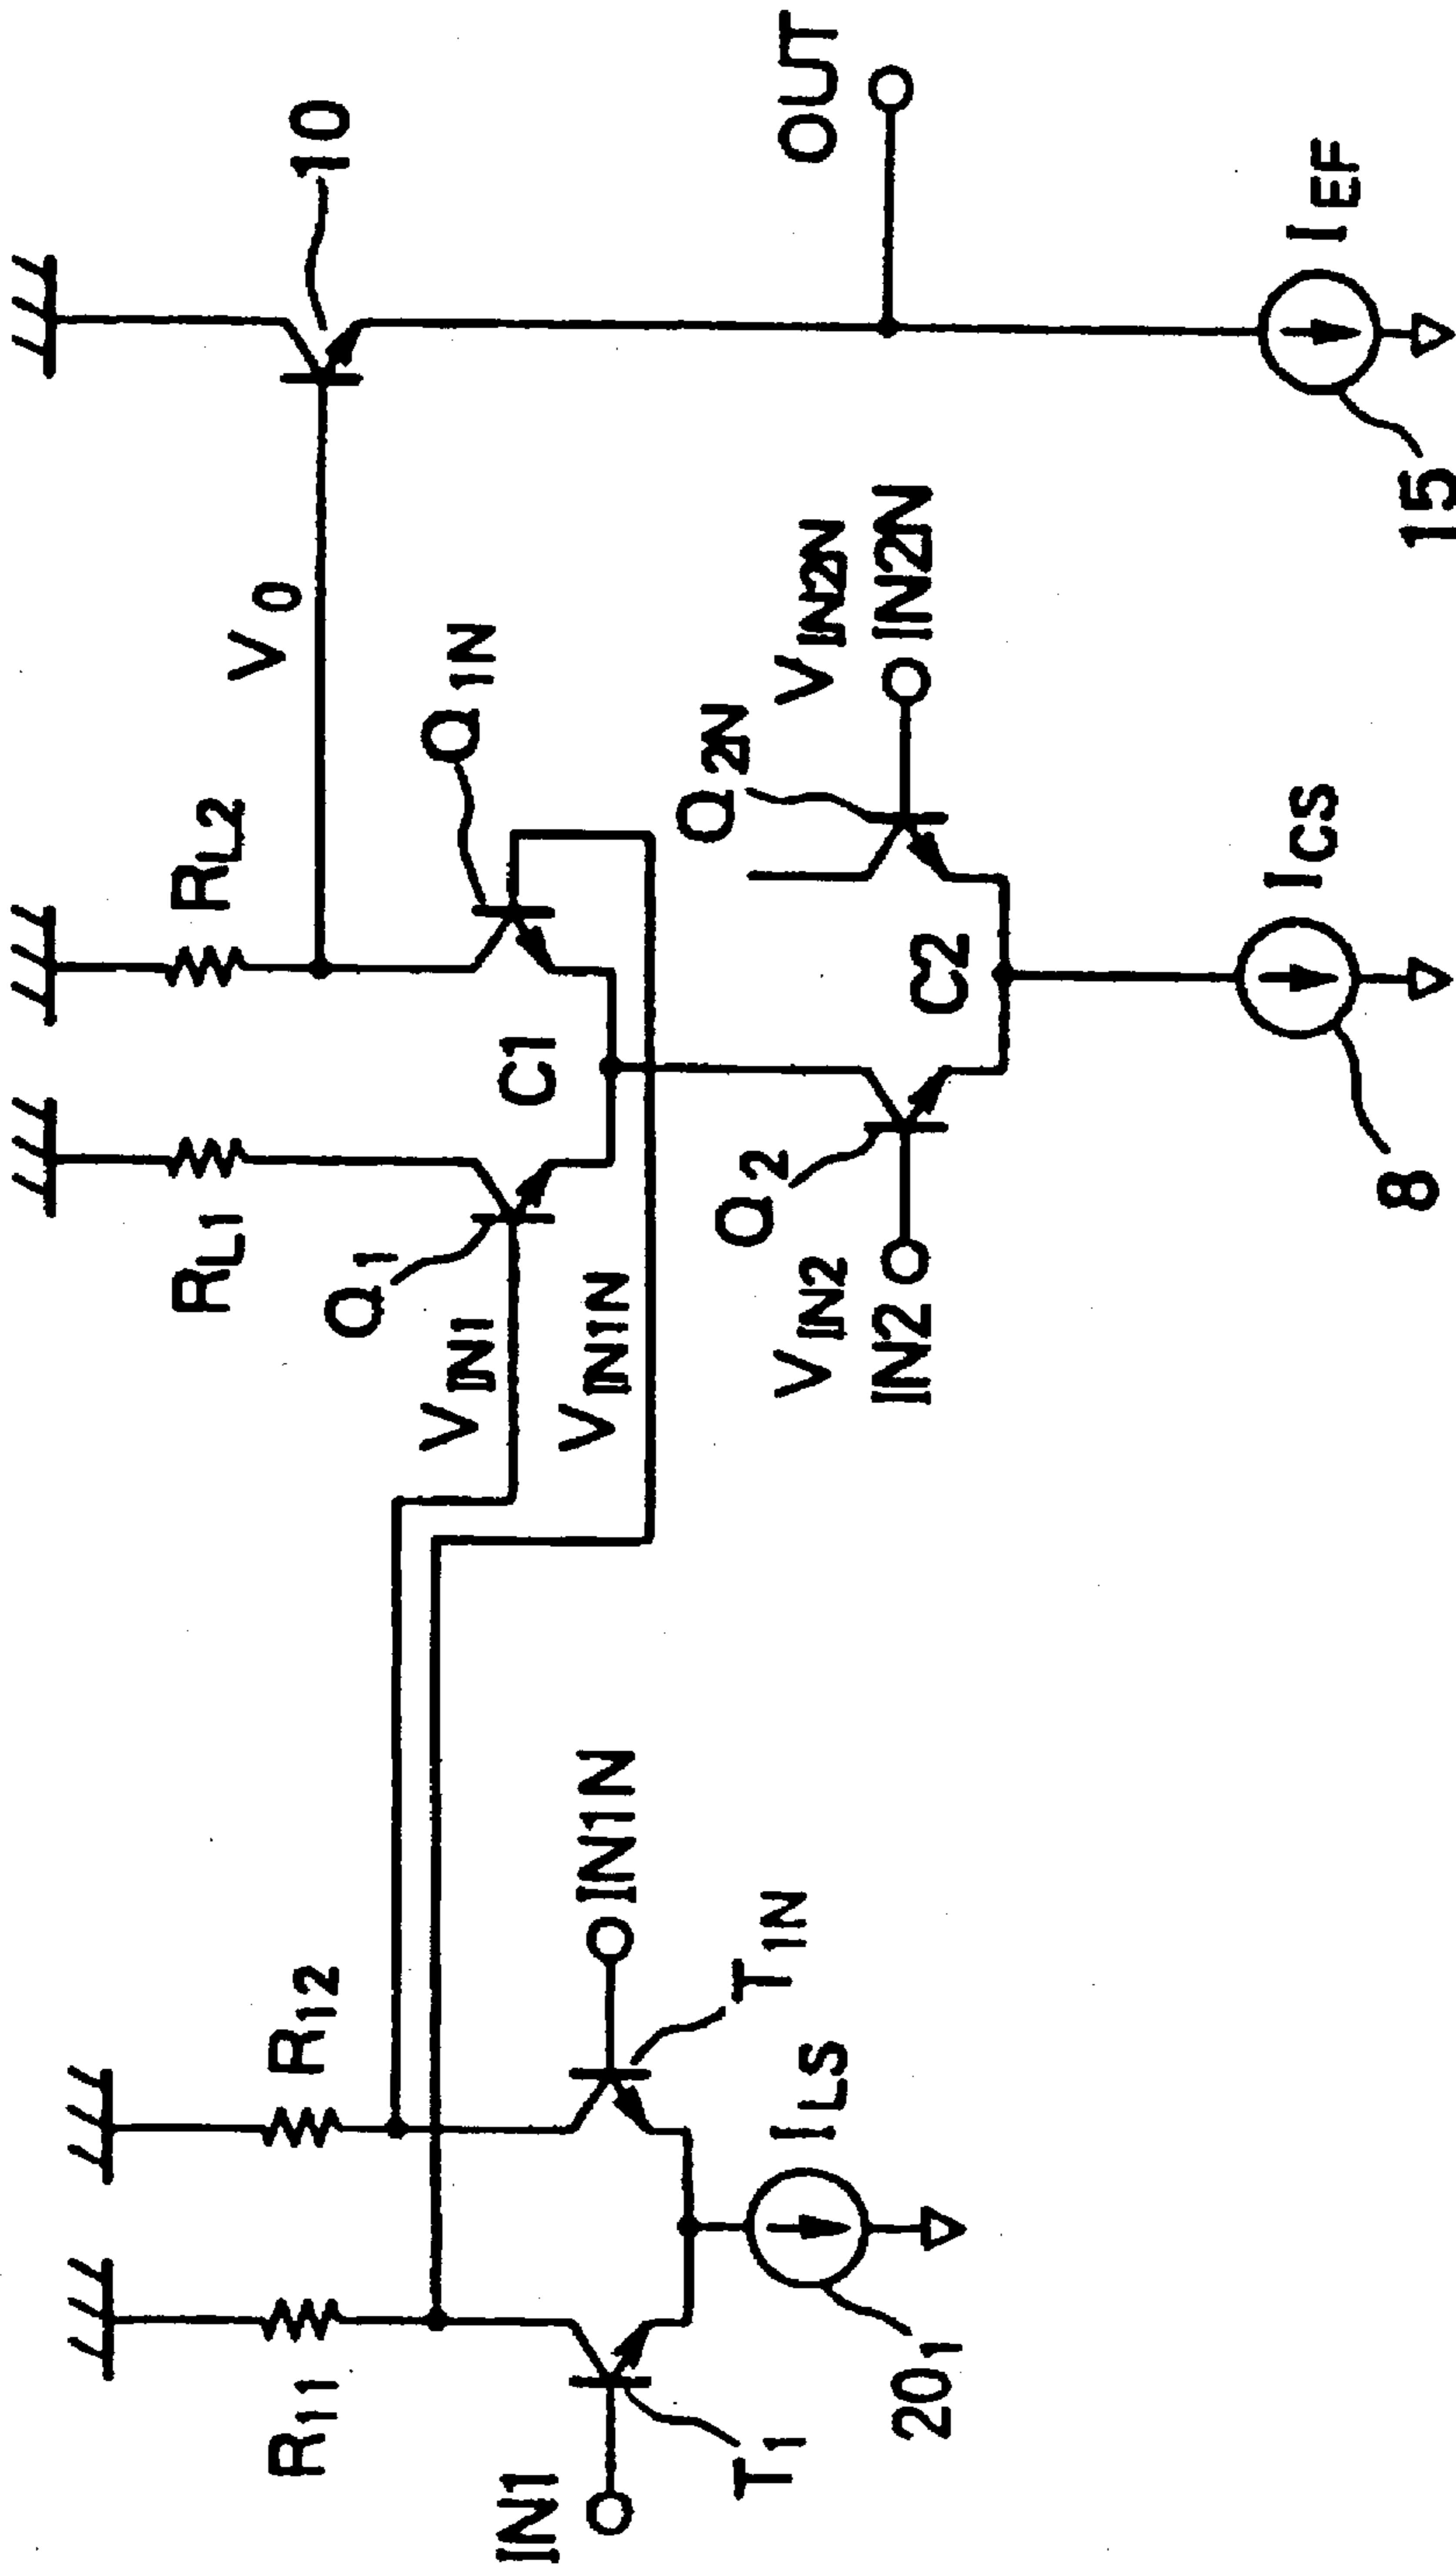 R11
R12
IN1
IN1N
T1
T1N
ILS
201
RL1
RL2
V0
10
Q1
Q1N
VIN1
C1
VIN1N
Q2
Q2N
VIN2
VIN2N
IN2
IN2N
C2
OUT
ICS
IEF
8
15